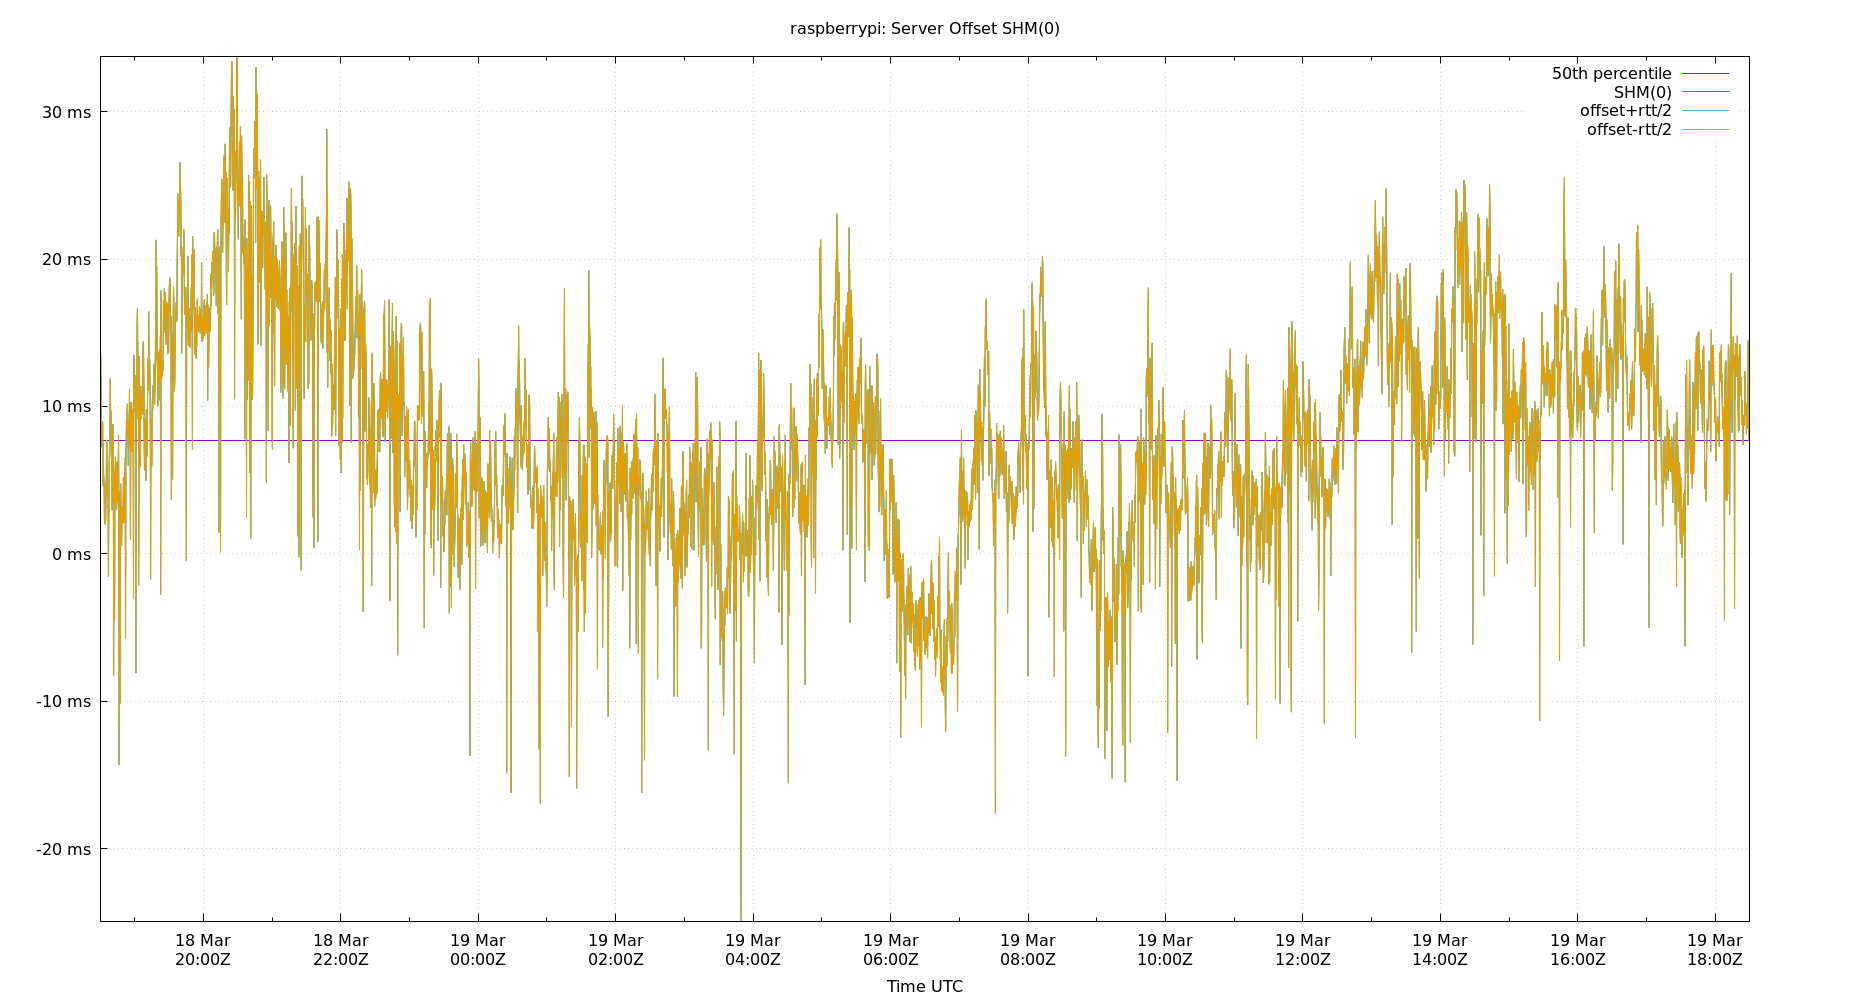 raspberrypi: Server Offset SHM(0)
50th percentile
SHM(0)
offset+rtt/2
offset-rtt/2
30 ms
20 ms
10 ms
0 ms
-10 ms
-20 ms
18 Mar 18 Mar 19 Mar 19 Mar 19 Mar 19 Mar 19 Mar 19 Mar 19 Mar 19 Mar 19 Mar 19 Mar
20:00Z 22:00Z 00:00Z 02:00Z 04:00Z 06:00Z 08:00Z 10:00Z 12:00Z 14:00Z 16:00Z 18:00Z
Time UTC